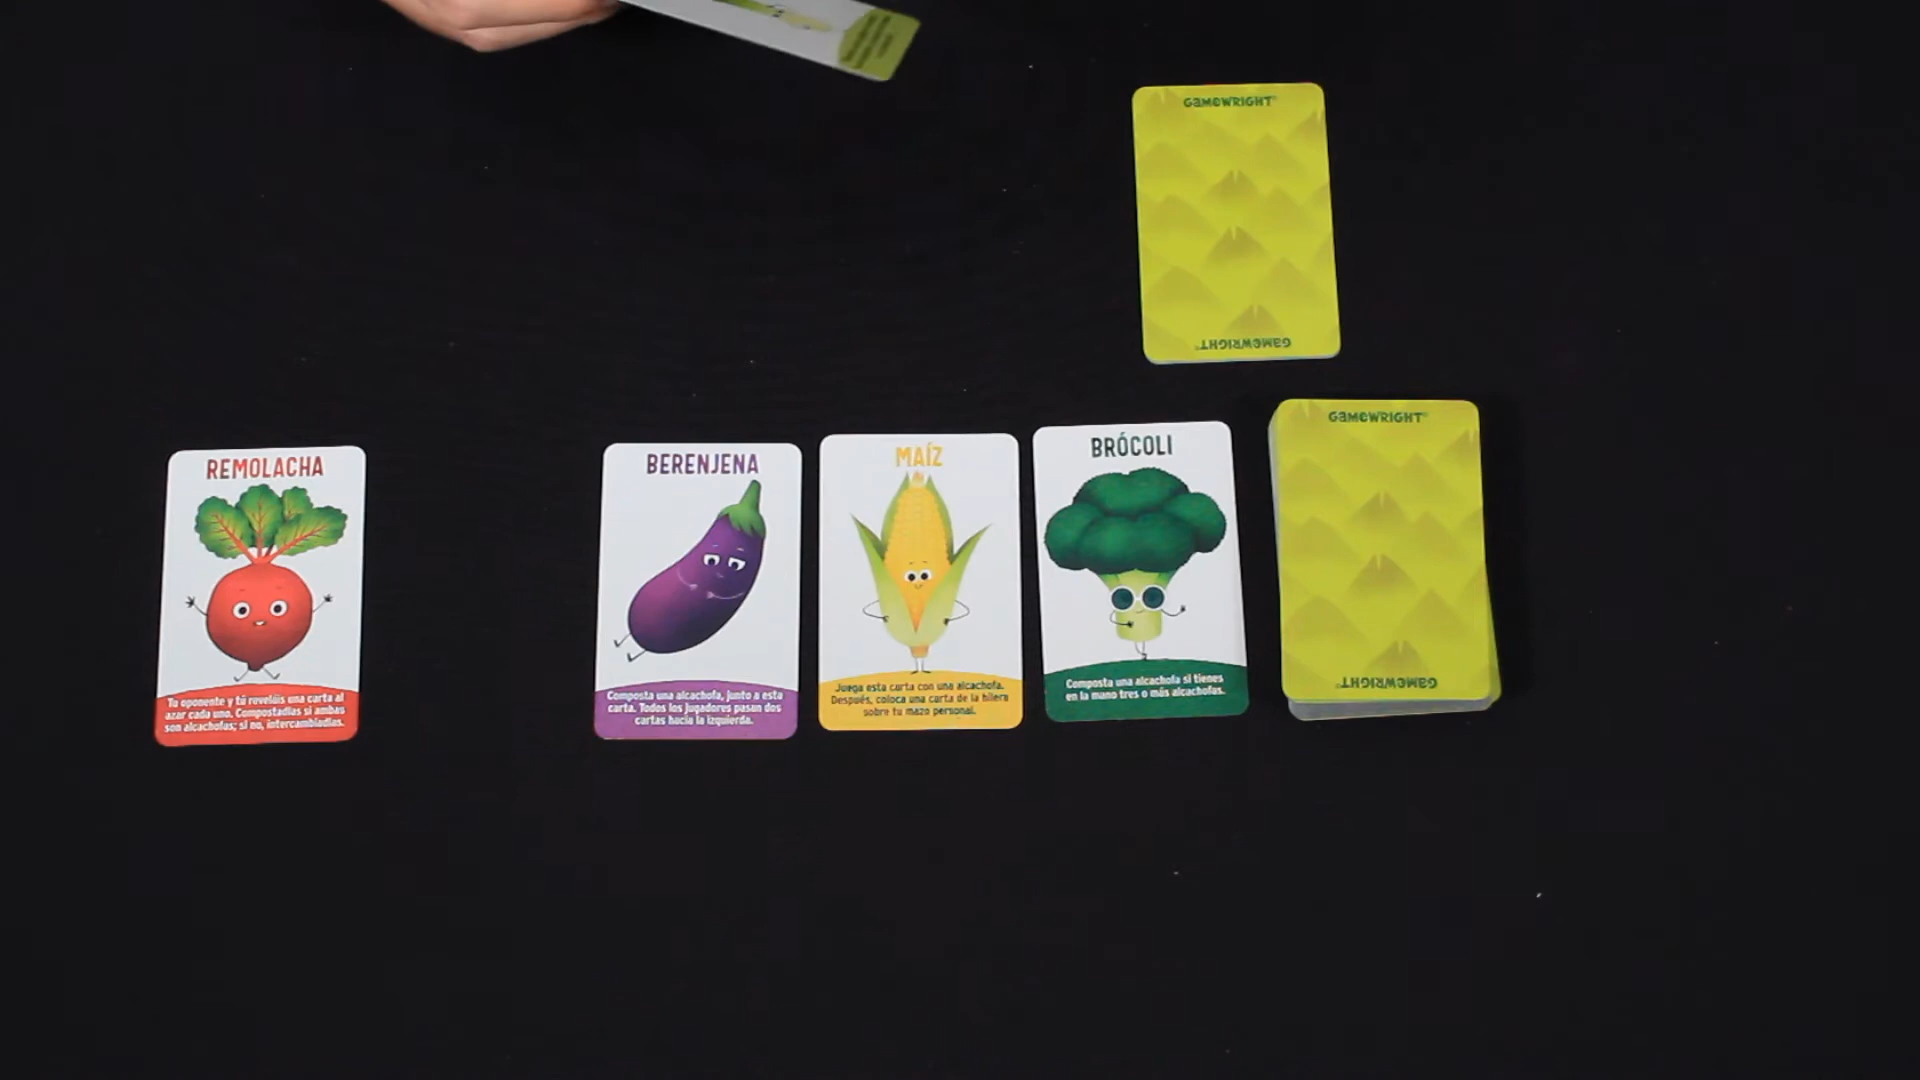 GAMEWRIGHT®
GAMEWRIGHT®
REMOLACHA
Tu oponente y tú reveláis una carta al
azar cada uno. Compostadlas si ambas
son alcachofas; si no, intercambiadlas.
BERENJENA
Composta una alcachofa, junto a esta
carta. Todos los jugadores pasan dos
cartas hacia la izquierda.
MAÍZ
Juega esta carta con una alcachofa.
Después, coloca una carta de la hilera
sobre tu mazo personal.
BRÓCOLI
Composta una alcachofa si tienes
en la mano tres o más alcachofas.
GAMEWRIGHT®
GAMEWRIGHT®